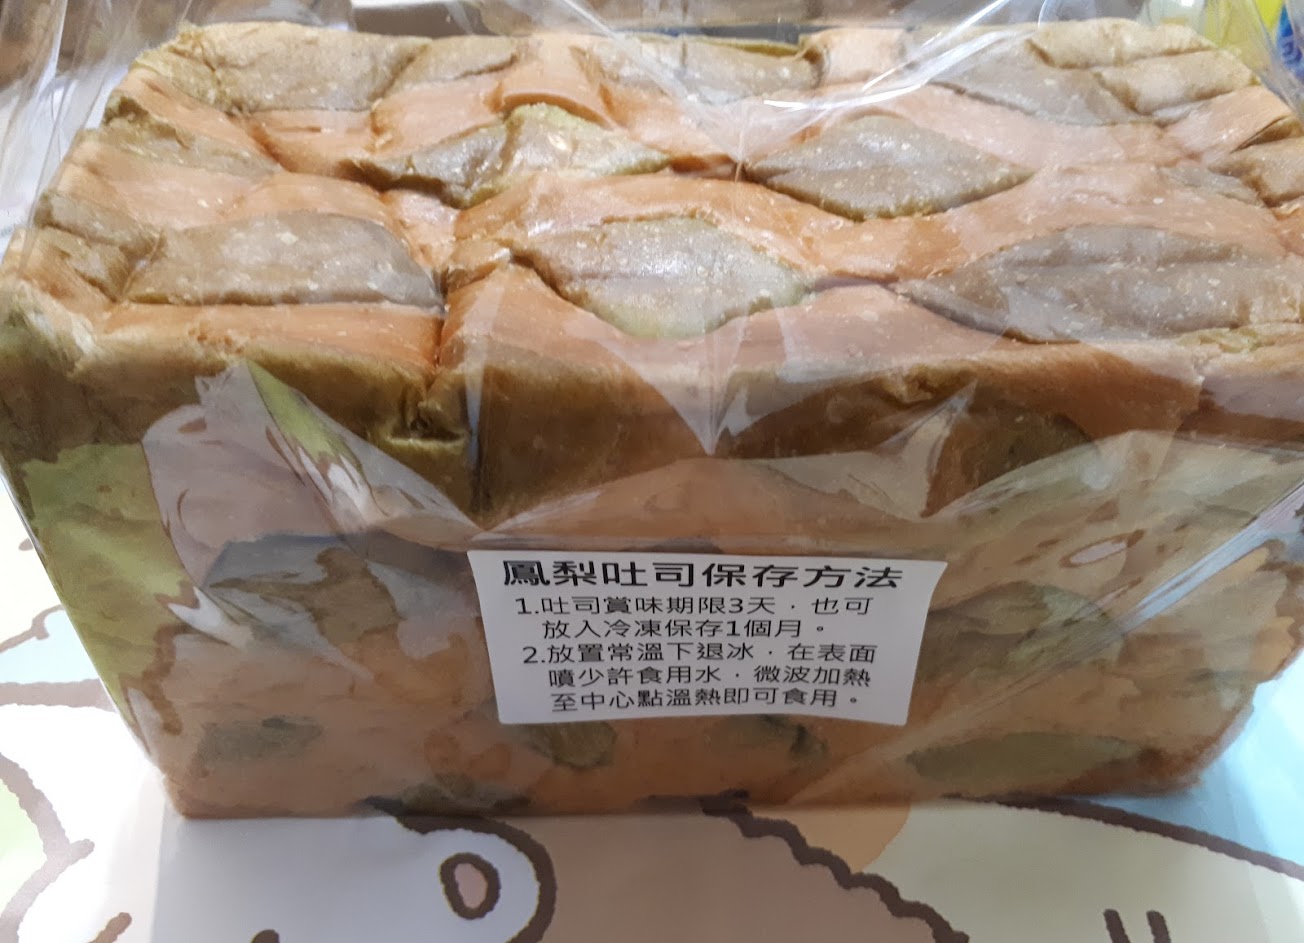 鳳梨吐司保存方法
1.吐司賞味期限3天，也可
放入冷凍保存1個月。
2.放置常溫下退冰，在表面
噴少許食用水，微波加熱
至中心點溫熱即可食用。